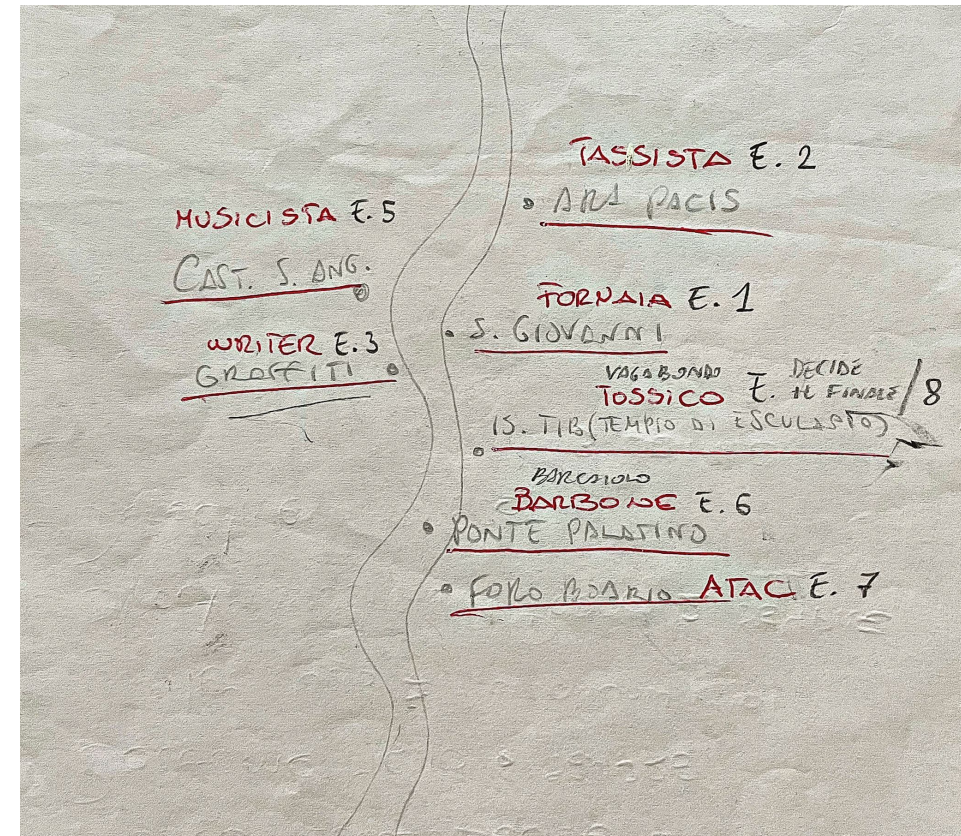 TASSISTA E. 2
ARA PACIS
MUSICISTA E. 5
CAST. S. ANG.
FORNAIA E. 1
S. GIOVANNI
WRITER E. 3
GRAFFITI
VAGABONDO
TOSSICO E. DECIDE IL FINALE / 8
IS. TIB (TEMPIO DI ESCULAPIO)
BARCAIOLO
BARBONE E. 6
PONTE PALATINO
FORO BOARIO ATAC E. 7